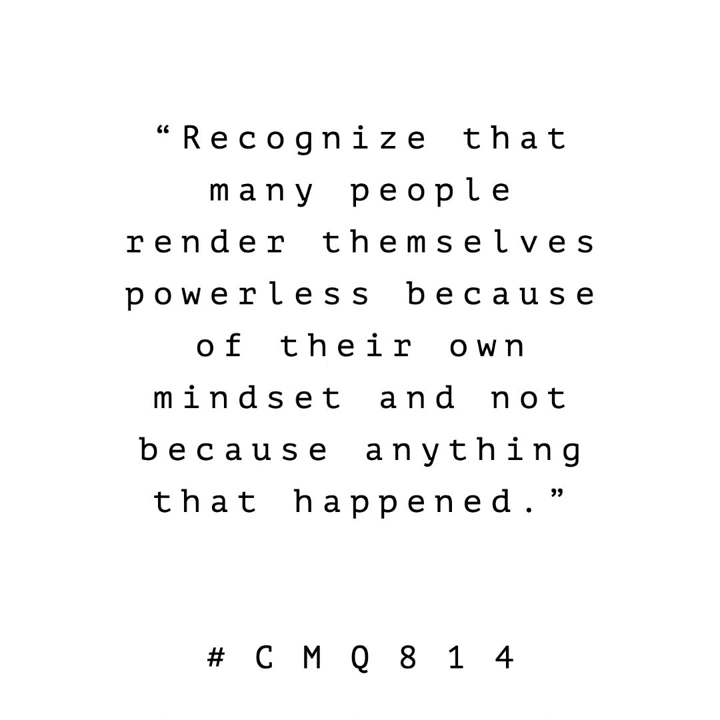 “Recognize that
many people
render themselves
powerless because
of their own
mindset and not
because anything
that happened.”
#CMQ814